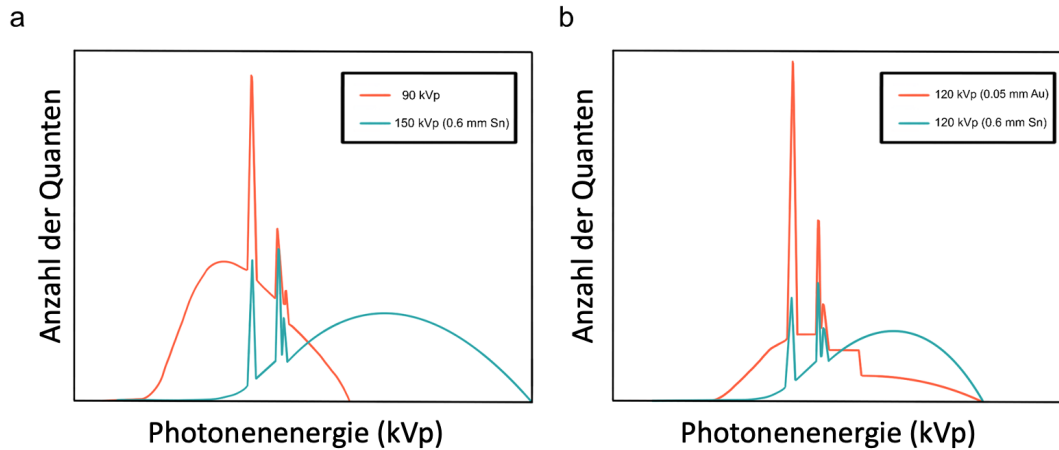 a
90 kVp
150 kVp (0.6 mm Sn)
Anzahl der Quanten
Photonenenergie (kVp)
b
120 kVp (0.05 mm Au)
120 kVp (0.6 mm Sn)
Anzahl der Quanten
Photonenenergie (kVp)